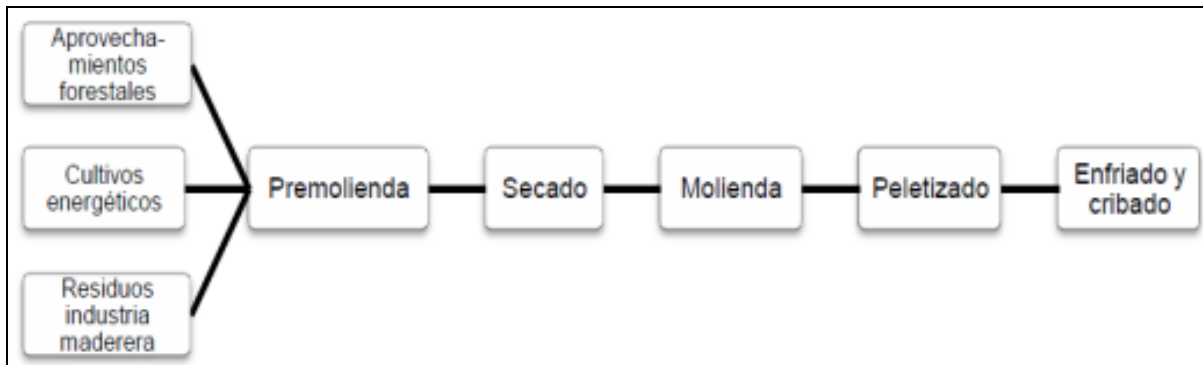 Aprovecha-
mientos
forestales
Cultivos
energéticos
Residuos
industria
maderera
Premolienda
Secado
Molienda
Peletizado
Enfriado y
cribado